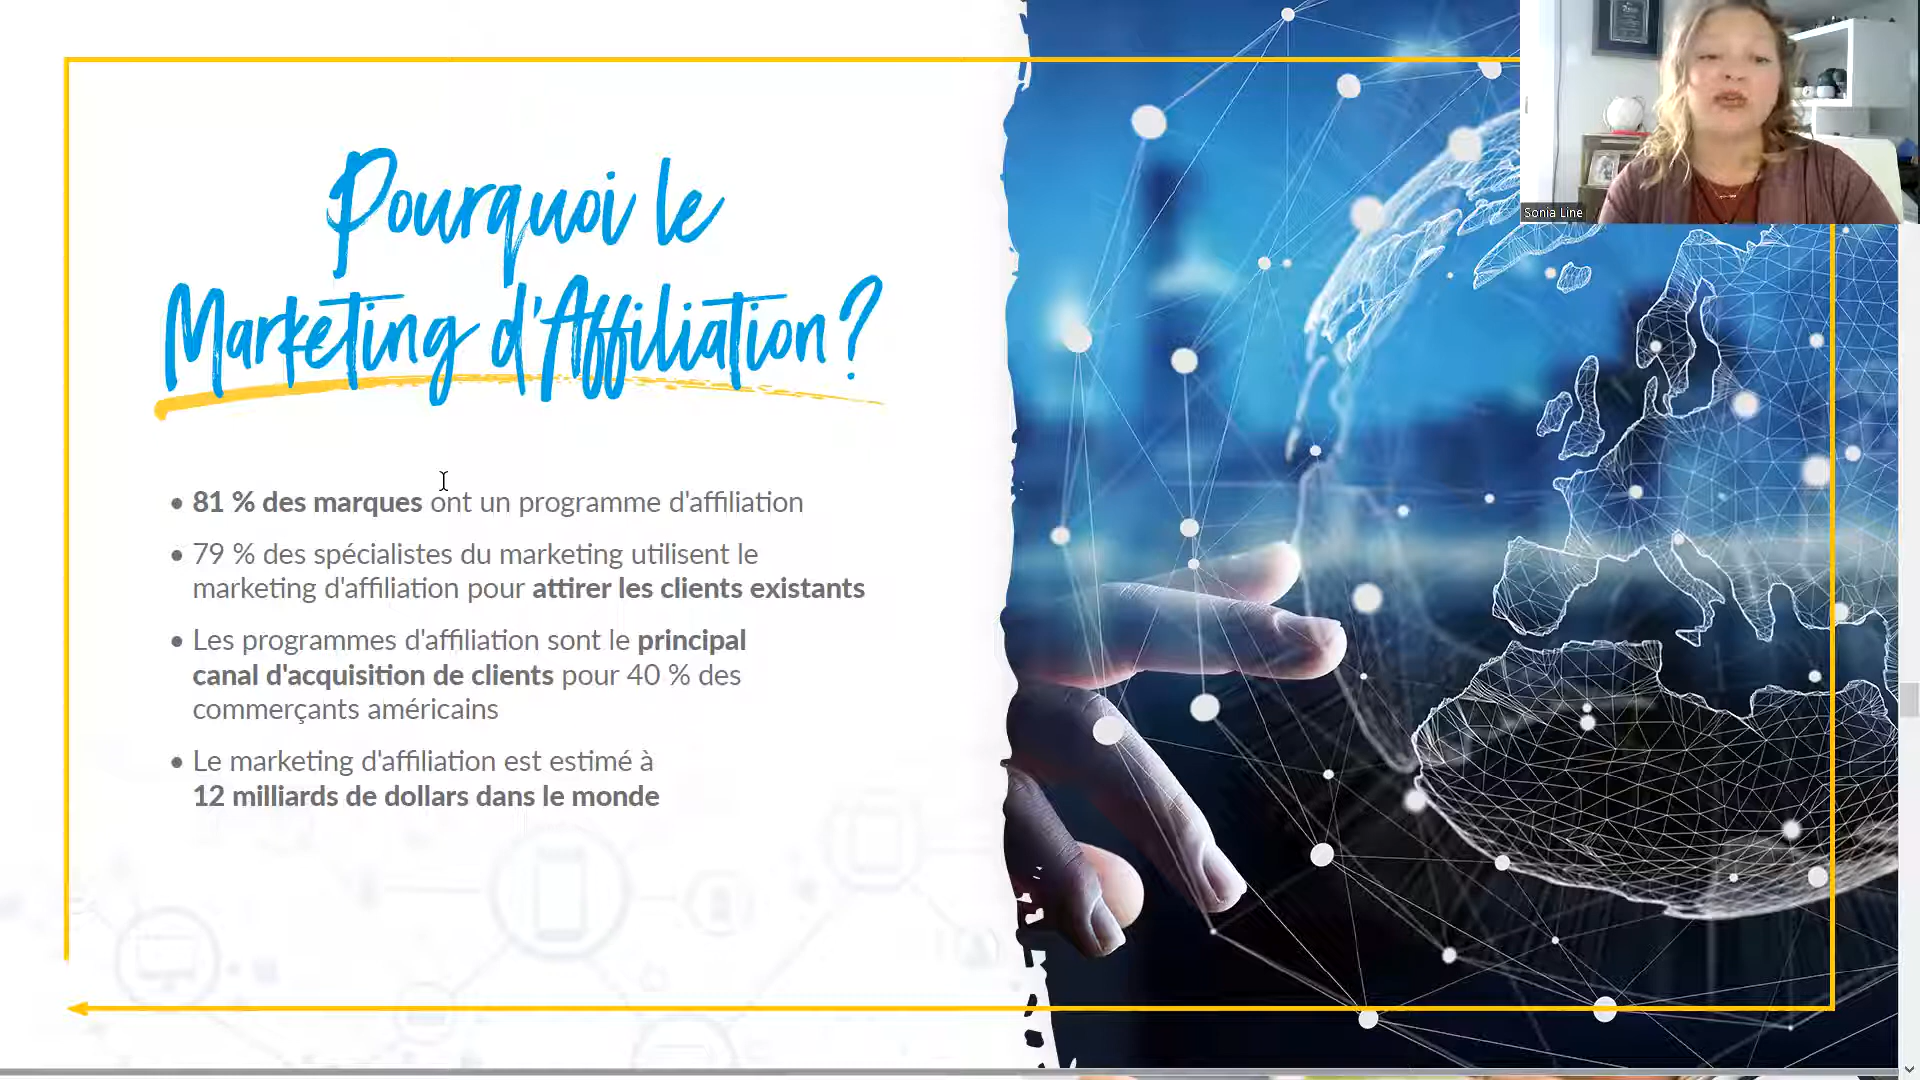 Pourquoi le
Marketing d'Affiliation?
• 81 % des marques ont un programme d'affiliation
• 79 % des spécialistes du marketing utilisent le
marketing d'affiliation pour attirer les clients existants
• Les programmes d'affiliation sont le principal
canal d'acquisition de clients pour 40 % des
commerçants américains
• Le marketing d'affiliation est estimé à
12 milliards de dollars dans le monde
Sonia Line